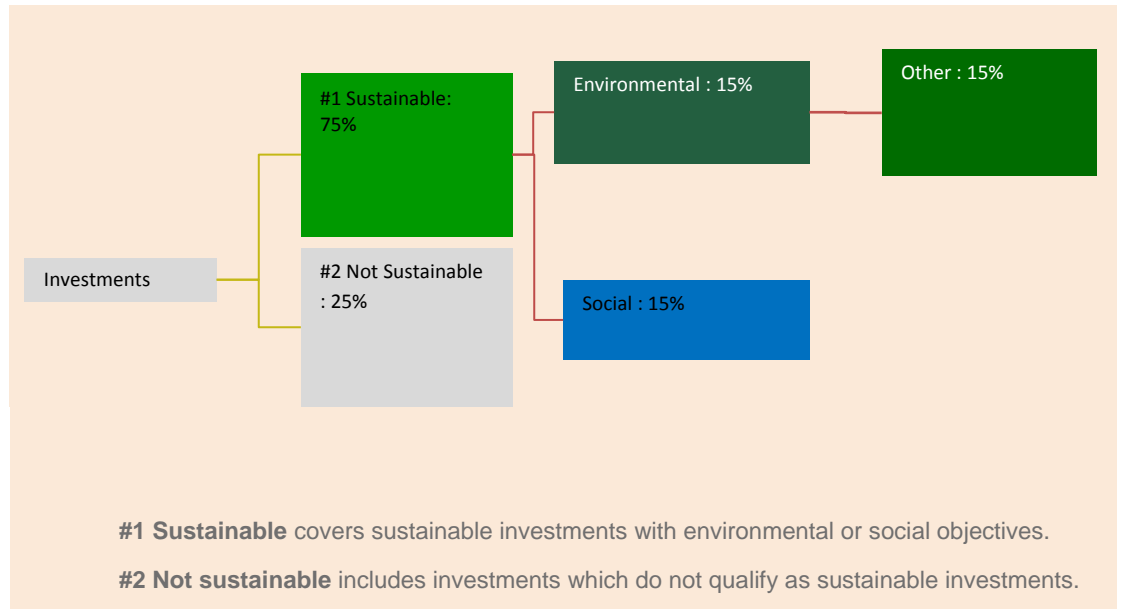 Investments
#1 Sustainable:
75%
#2 Not Sustainable
: 25%
Environmental : 15%
Social : 15%
Other : 15%
#1 Sustainable covers sustainable investments with environmental or social objectives.
#2 Not sustainable includes investments which do not qualify as sustainable investments.